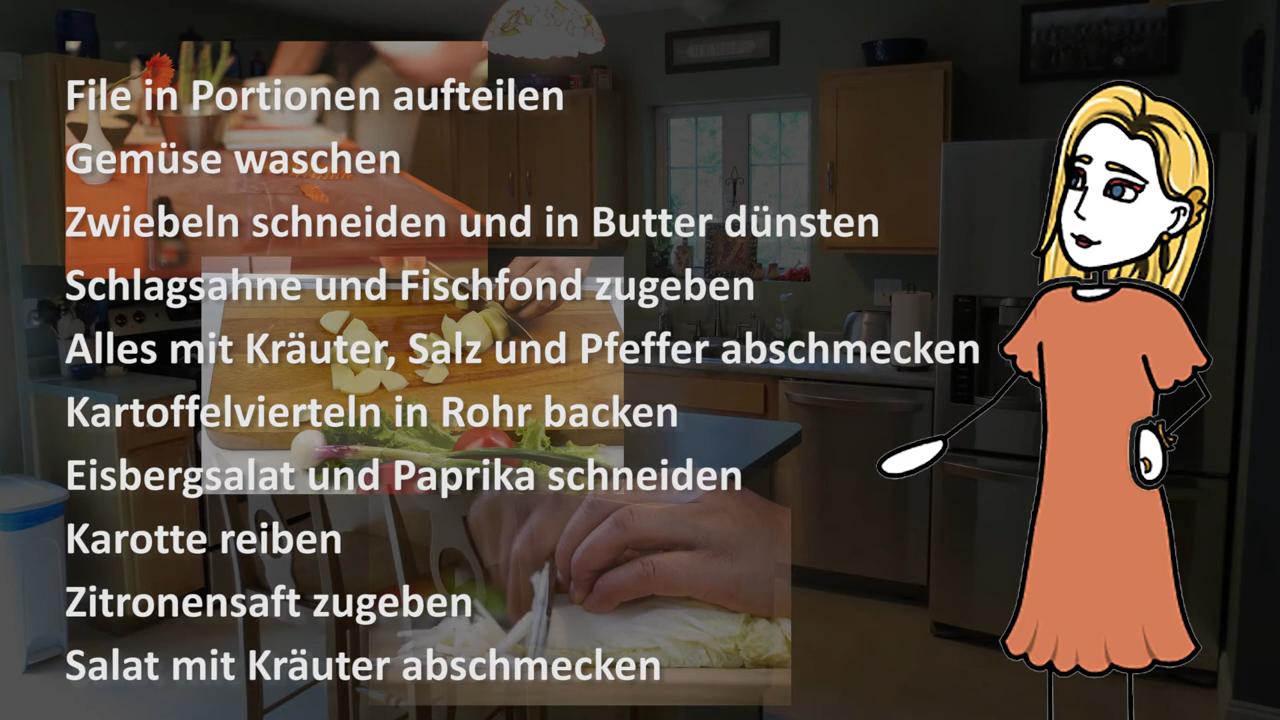 File in Portionen aufteilen
Gemüse waschen
Zwiebeln schneiden und in Butter dünsten
Schlagsahne und Fischfond zugeben
Alles mit Kräuter, Salz und Pfeffer abschmecken
Kartoffelvierteln in Rohr backen
Eisbergsalat und Paprika schneiden
Karotte reiben
Zitronensaft zugeben
Salat mit Kräuter abschmecken